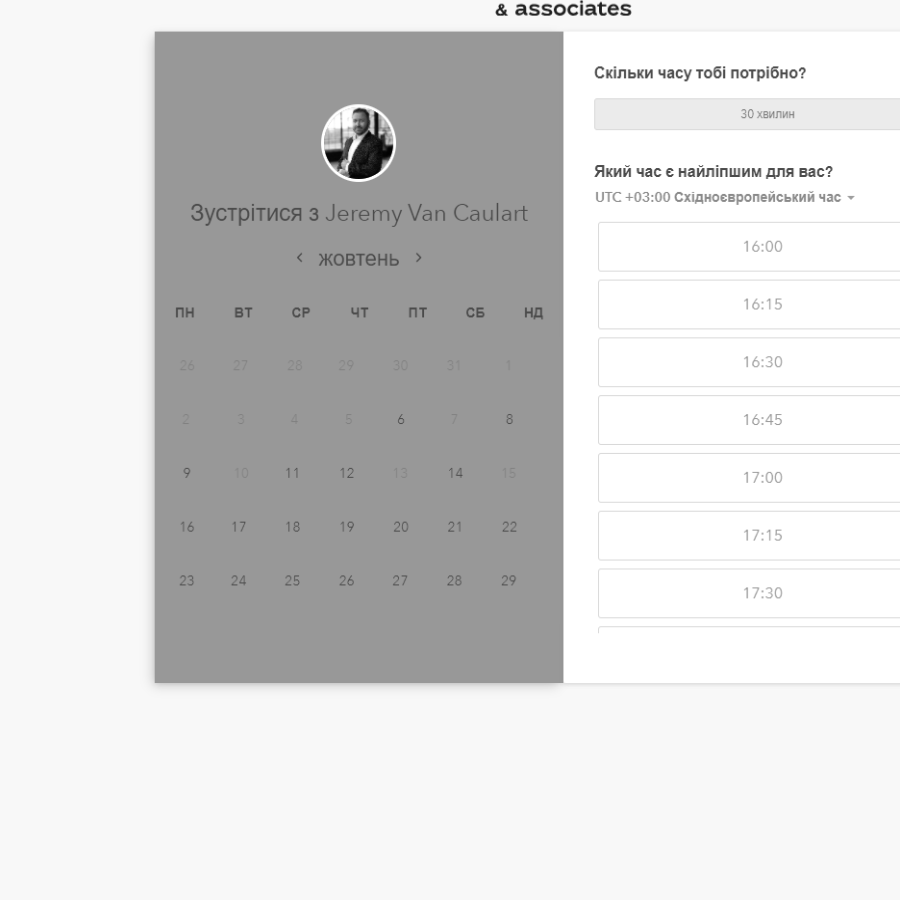 & associates
Зустрітися з Jeremy Van Caulart
жовтень
ПН ВТ СР ЧТ ПТ СБ НД
26 27 28 29 30 31 1
2 3 4 5 6 7 8
9 10 11 12 13 14 15
16 17 18 19 20 21 22
23 24 25 26 27 28 29
Скільки часу тобі потрібно?
30 хвилин
Який час є найліпшим для вас?
UTC +03:00 Східноєвропейський час
16:00
16:15
16:30
16:45
17:00
17:15
17:30